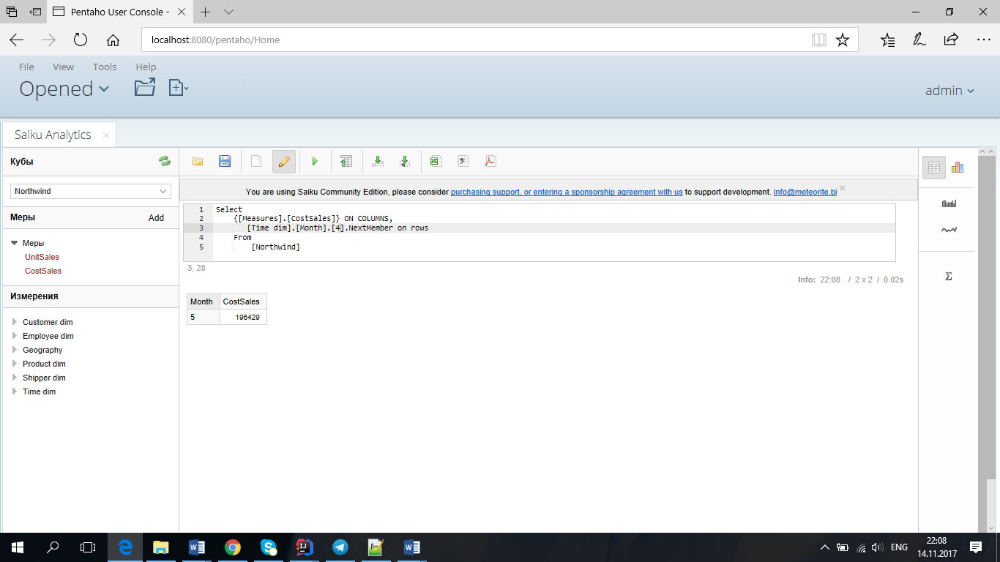 Pentaho User Console -
localhost:8080/pentaho/Home
File View Tools Help
Opened
admin
Saiku Analytics
Кубы
Northwind
Меры Add
Меры
UnitSales
CostSales
Измерения
Customer dim
Employee dim
Geography
Product dim
Shipper dim
Time dim
You are using Saiku Community Edition, please consider purchasing support, or entering a sponsorship agreement with us to support development. info@meteorite.bi
1 Select
2 {[Measures].[CostSales]} ON COLUMNS,
3 [Time dim].[Month].[4].NextMember on rows
4 From
5 [Northwind]
3, 28
Info: 22:08 / 2 x 2 / 0.02s
Month CostSales
5 196429
Σ
ENG
22:08
14.11.2017